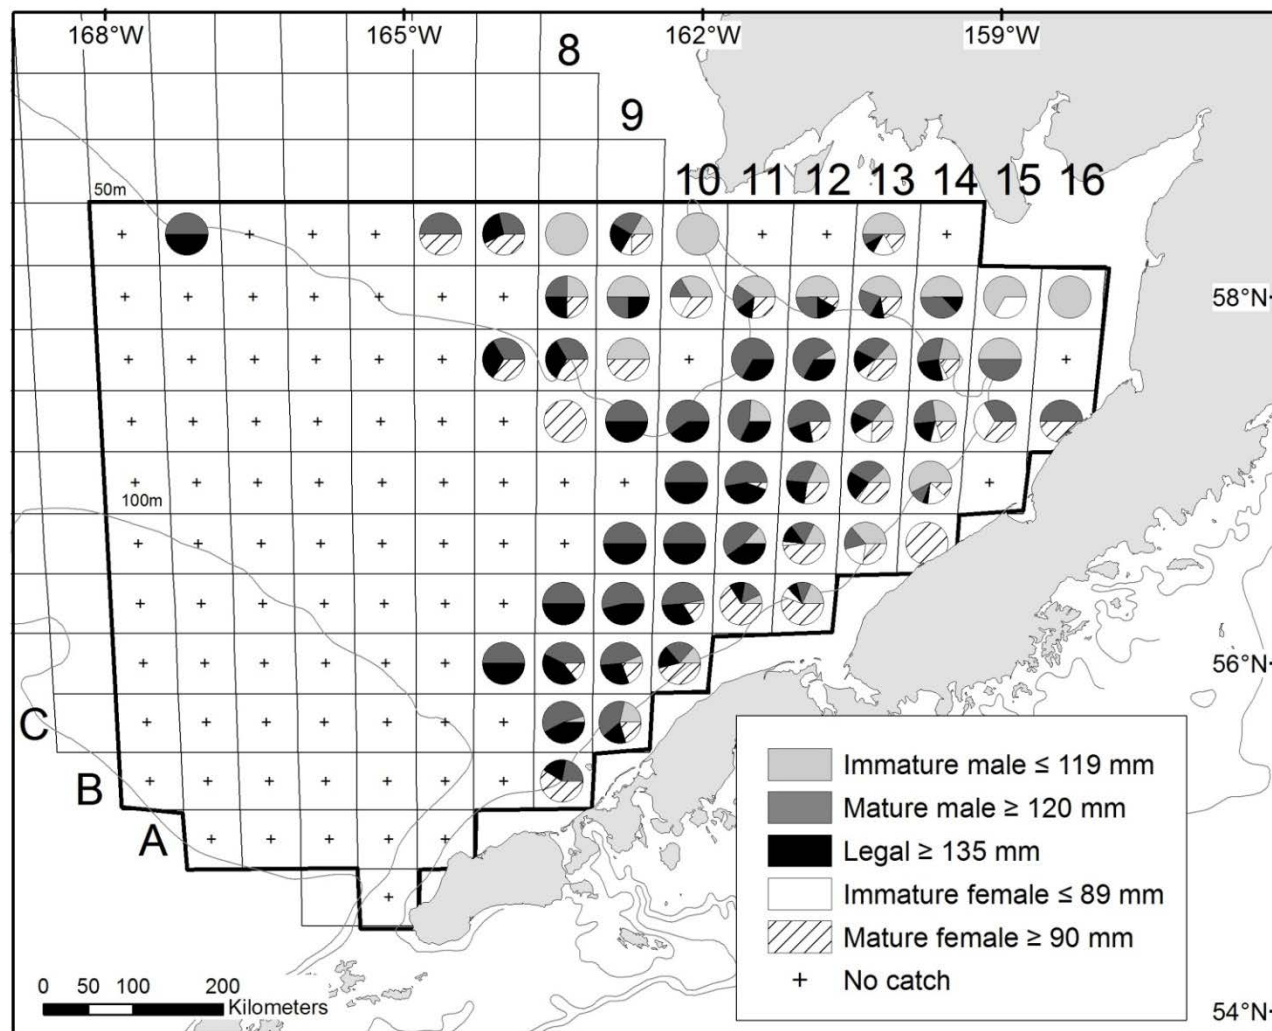 168°W 165°W 162°W 159°W
8
9
10 11 12 13 14 15 16
50m
58°N
100m
56°N
C
B
A
Immature male ≤ 119 mm
Mature male ≥ 120 mm
Legal ≥ 135 mm
Immature female ≤ 89 mm
Mature female ≥ 90 mm
+ No catch
0 50 100 200
Kilometers
54°N